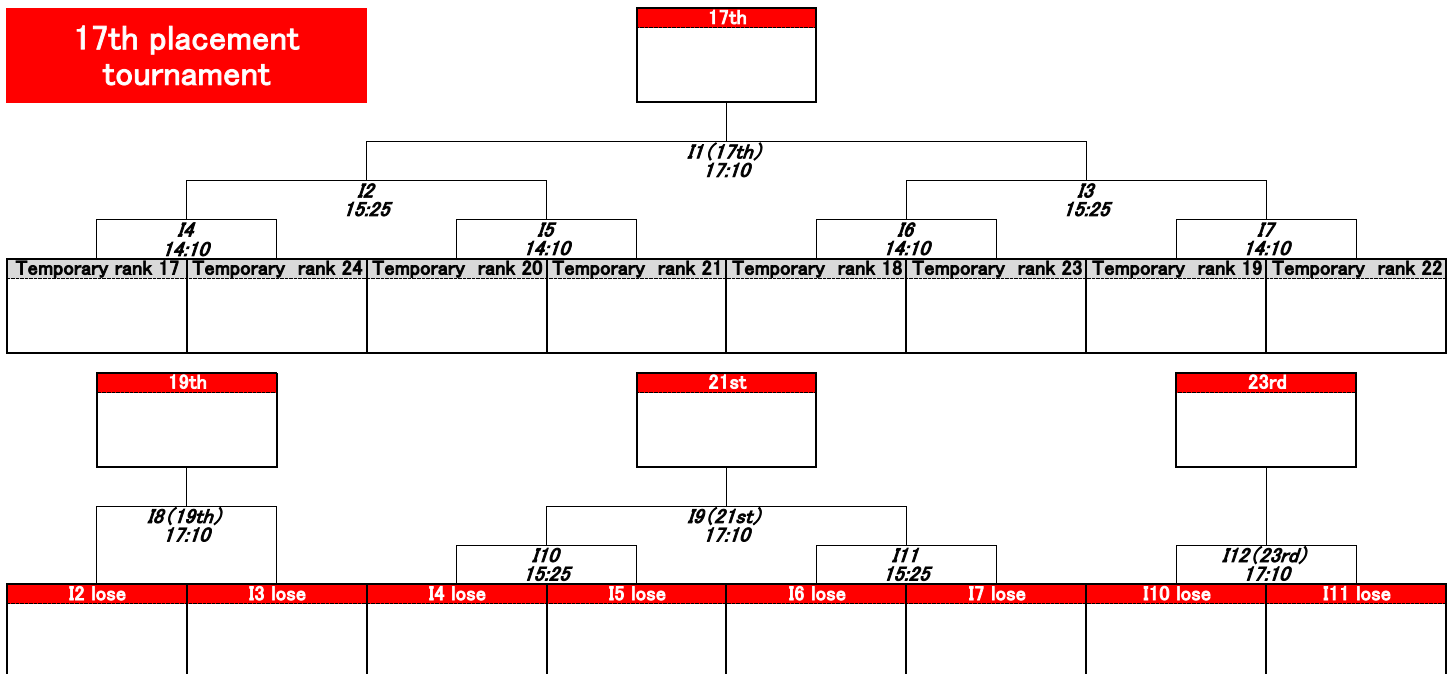 17th placement
tournament
17th
I1(17th)
17:10
I2
15:25
I3
15:25
I4
14:10
I5
14:10
I6
14:10
I7
14:10
Temporary rank 17
Temporary rank 24
Temporary rank 20
Temporary rank 21
Temporary rank 18
Temporary rank 23
Temporary rank 19
Temporary rank 22
19th
21st
23rd
I8(19th)
17:10
I9(21st)
17:10
I10
15:25
I11
15:25
I12(23rd)
17:10
I2 lose
I3 lose
I4 lose
I5 lose
I6 lose
I7 lose
I10 lose
I11 lose